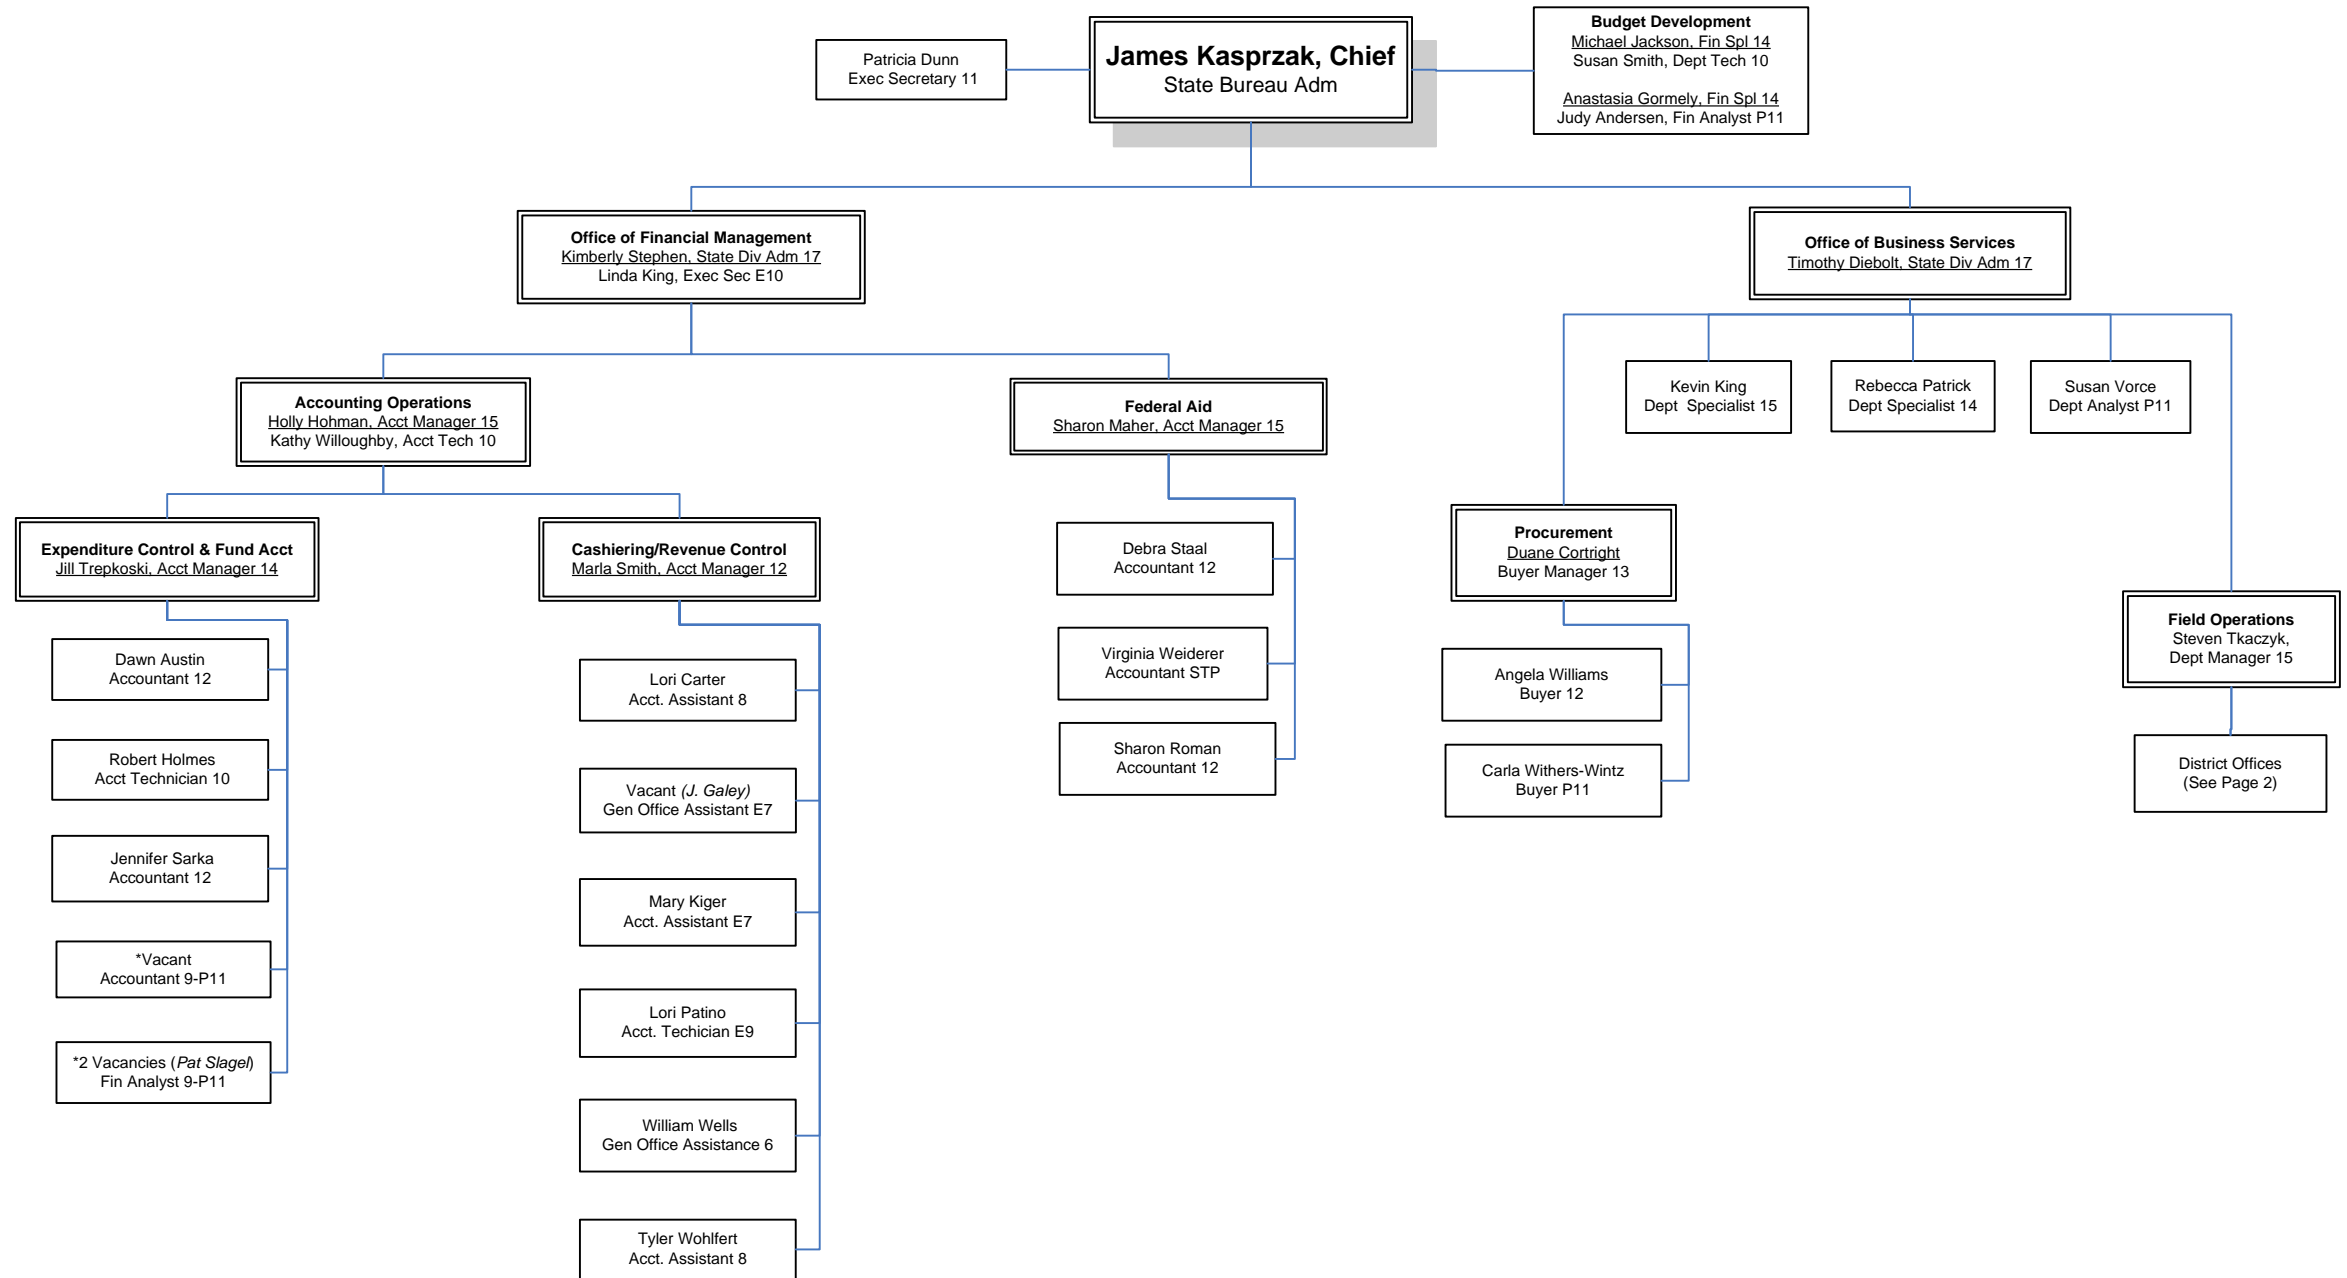 Patricia Dunn
Exec Secretary 11
James Kasprzak, Chief
State Bureau Adm
Budget Development
Michael Jackson, Fin Spl 14
Susan Smith, Dept Tech 10
Anastasia Gormely, Fin Spl 14
Judy Andersen, Fin Analyst P11
Office of Financial Management
Kimberly Stephen, State Div Adm 17
Linda King, Exec Sec E10
Office of Business Services
Timothy Diebolt, State Div Adm 17
Accounting Operations
Holly Hohman, Acct Manager 15
Kathy Willoughby, Acct Tech 10
Federal Aid
Sharon Maher, Acct Manager 15
Kevin King
Dept  Specialist 15
Rebecca Patrick
Dept Specialist 14
Susan Vorce
Dept Analyst P11
Expenditure Control & Fund Acct
Jill Trepkoski, Acct Manager 14
Cashiering/Revenue Control
Marla Smith, Acct Manager 12
Dawn Austin
Accountant 12
Robert Holmes
Acct Technician 10
Jennifer Sarka
Accountant 12
*Vacant
Accountant 9-P11
*2 Vacancies (Pat Slagel)
Fin Analyst 9-P11
Lori Carter
Acct. Assistant 8
Vacant (J. Galey)
Gen Office Assistant E7
Mary Kiger
Acct. Assistant E7
Lori Patino
Acct. Techician E9
William Wells
Gen Office Assistance 6
Tyler Wohlfert
Acct. Assistant 8
Debra Staal
Accountant 12
Virginia Weiderer
Accountant STP
Sharon Roman
Accountant 12
Procurement
Duane Cortright
Buyer Manager 13
Angela Williams
Buyer 12
Carla Withers-Wintz
Buyer P11
Field Operations
Steven Tkaczyk,
Dept Manager 15
District Offices
(See Page 2)